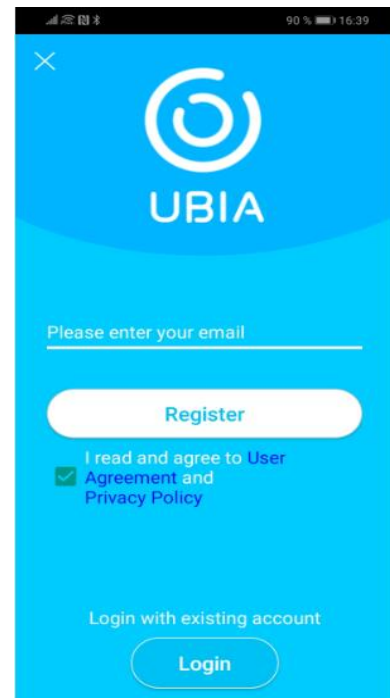 90 % 16:39
UBIA
Please enter your email
Register
I read and agree to User
Agreement and
Privacy Policy
Login with existing account
Login